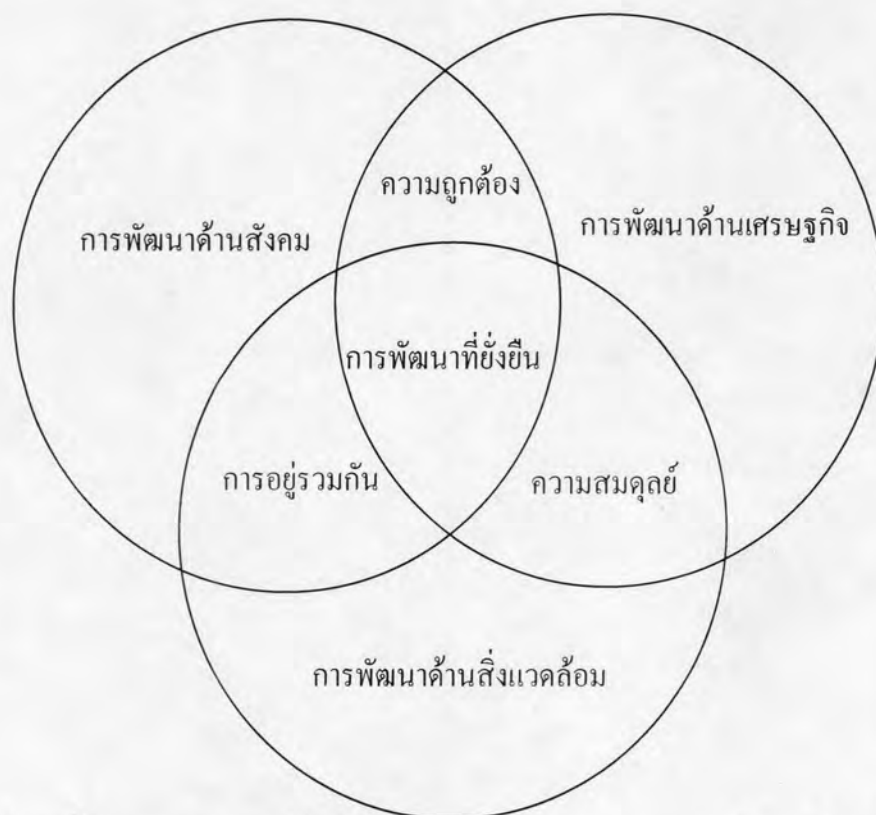 ความถูกต้อง
การพัฒนาด้านสังคม
การพัฒนาด้านเศรษฐกิจ
การพัฒนาที่ยั่งยืน
การอยู่รวมกัน
ความสมดุลย์
การพัฒนาด้านสิ่งแวดล้อม